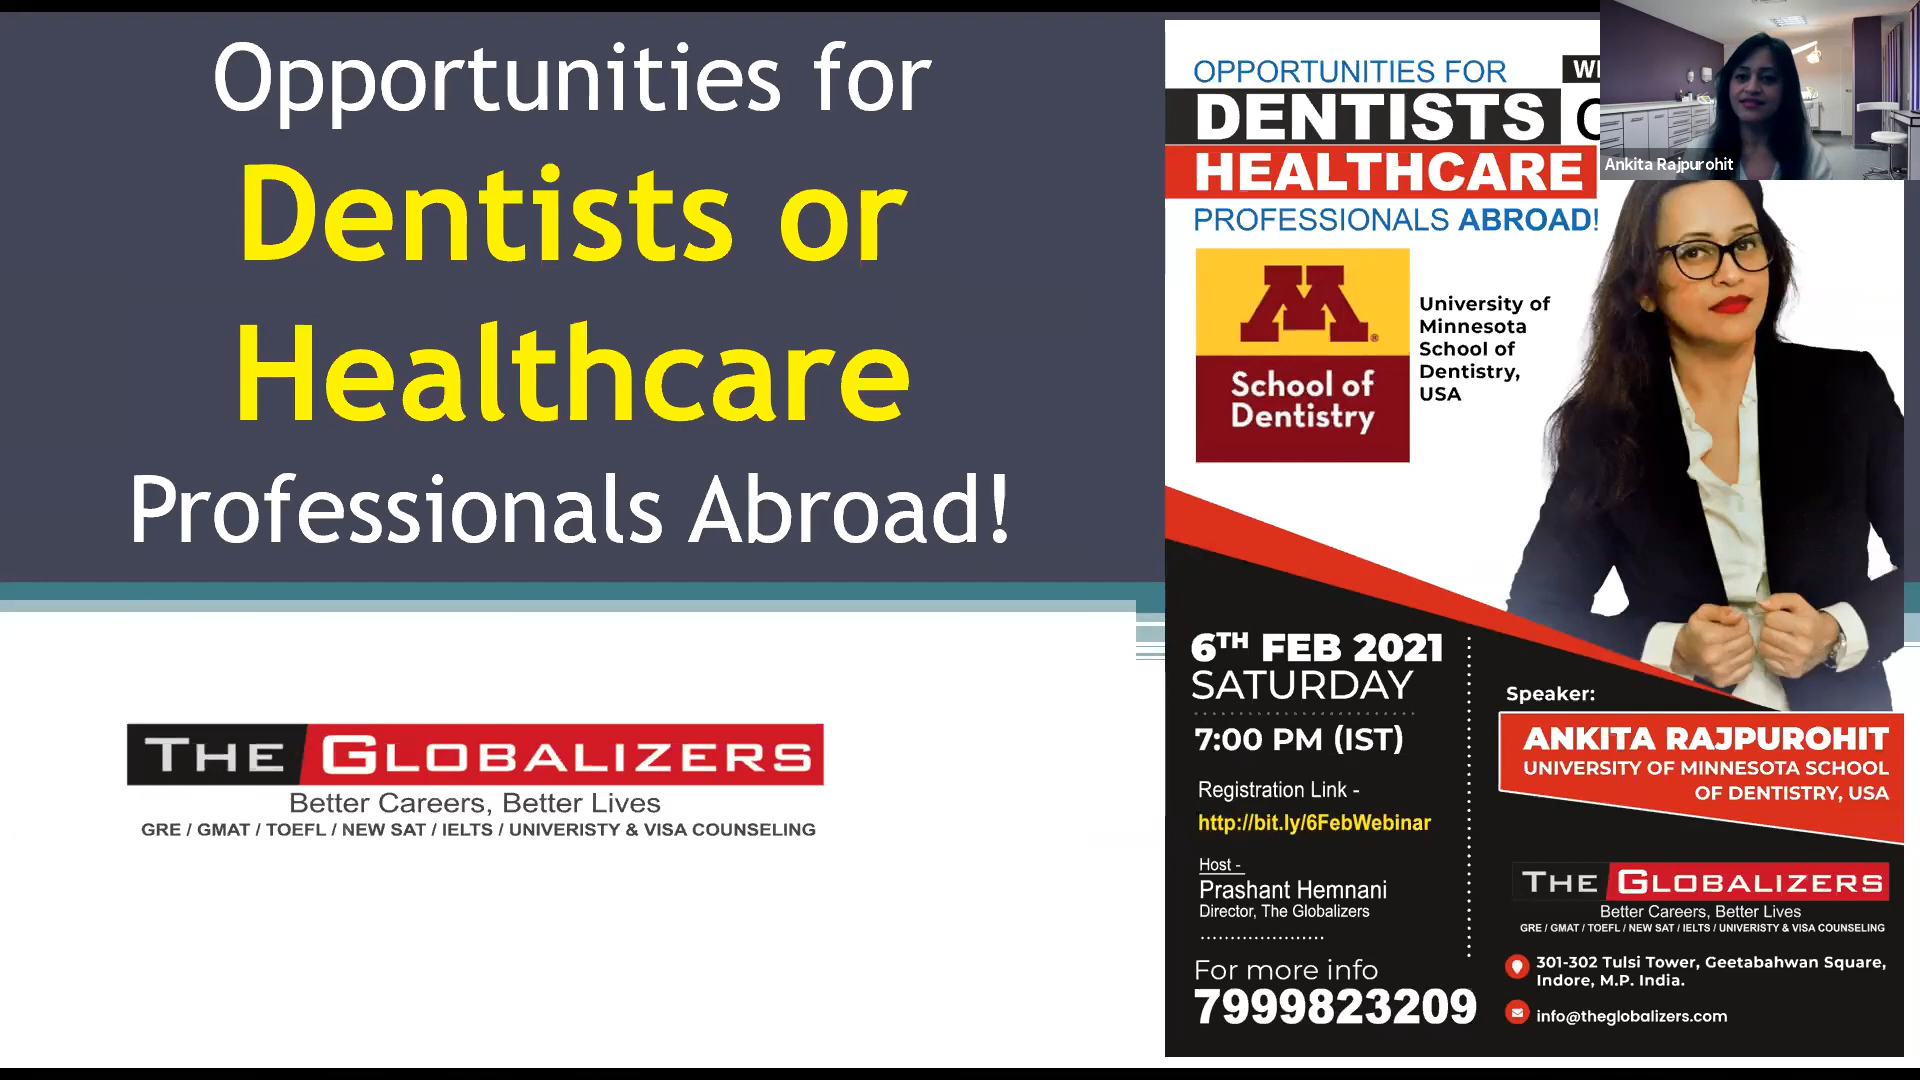 Opportunities for
Dentists or
Healthcare
Professionals Abroad!
THE GLOBALIZERS
Better Careers, Better Lives
GRE / GMAT / TOEFL / NEW SAT / IELTS / UNIVERISTY & VISA COUNSELING
OPPORTUNITIES FOR
DENTISTS
HEALTHCARE
PROFESSIONALS ABROAD!
M
®
School of
Dentistry
University of
Minnesota
School of
Dentistry,
USA
6TH FEB 2021
SATURDAY
7:00 PM (IST)
Registration Link -
http://bit.ly/6FebWebinar
Host -
Prashant Hemnani
Director, The Globalizers
For more info
7999823209
Speaker:
ANKITA RAJPUROHIT
UNIVERSITY OF MINNESOTA SCHOOL
OF DENTISTRY, USA
THE GLOBALIZERS
Better Careers, Better Lives
GRE / GMAT / TOEFL / NEW SAT / IELTS / UNIVERISTY & VISA COUNSELING
301-302 Tulsi Tower, Geetabahwan Square,
Indore, M.P. India.
info@theglobalizers.com
Ankita Rajpurohit